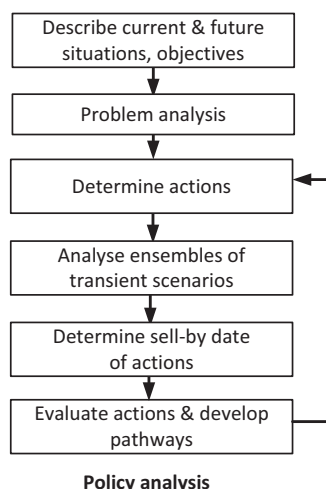 Describe current & future
situations, objectives
Problem analysis
Determine actions
Analyse ensembles of
transient scenarios
Determine sell-by date
of actions
Evaluate actions & develop
pathways
Policy analysis